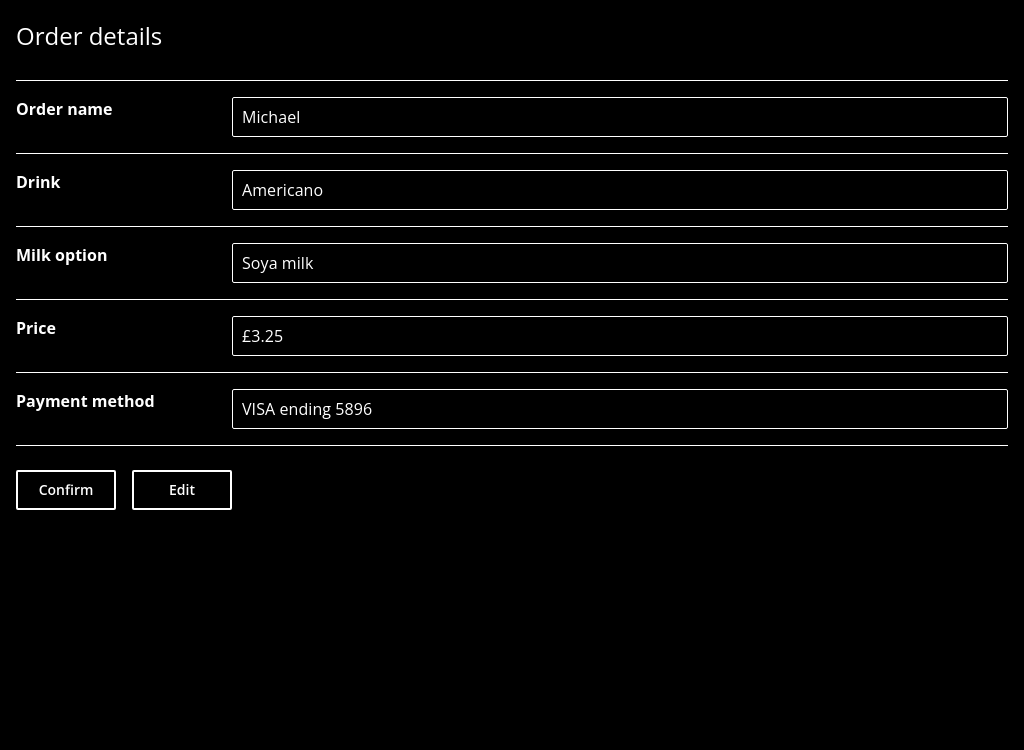 Order details
Order name
Michael
Drink
Americano
Milk option
Soya milk
Price
£3.25
Payment method
VISA ending 5896
Confirm Edit